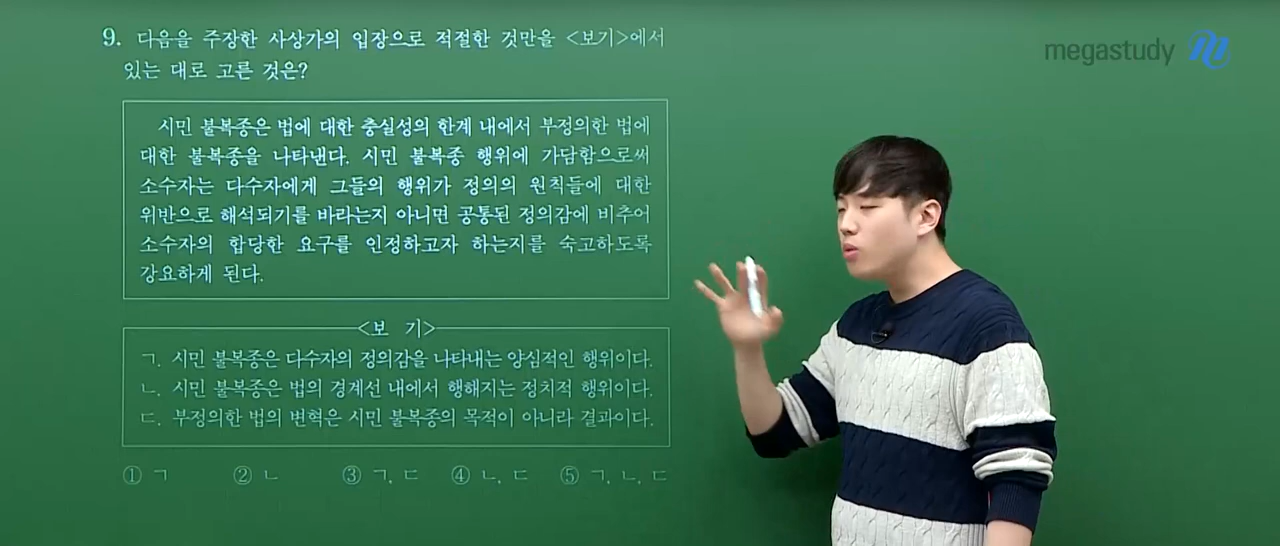 megastudy
9. 다음을 주장한 사상가의 입장으로 적절한 것만을 <보기>에서
있는 대로 고른 것은?
시민 불복종은 법에 대한 충실성의 한계 내에서 부정의한 법에
대한 불복종을 나타낸다. 시민 불복종 행위에 가담함으로써
소수자는 다수자에게 그들의 행위가 정의의 원칙들에 대한
위반으로 해석되기를 바라는지 아니면 공통된 정의감에 비추어
소수자의 합당한 요구를 인정하고자 하는지를 숙고하도록
강요하게 된다.
<보 기>
ㄱ. 시민 불복종은 다수자의 정의감을 나타내는 양심적인 행위이다.
ㄴ. 시민 불복종은 법의 경계선 내에서 행해지는 정치적 행위이다.
ㄷ. 부정의한 법의 변혁은 시민 불복종의 목적이 아니라 결과이다.
① ㄱ ② ㄴ ③ ㄱ, ㄷ ④ ㄴ, ㄷ ⑤ ㄱ, ㄴ, ㄷ